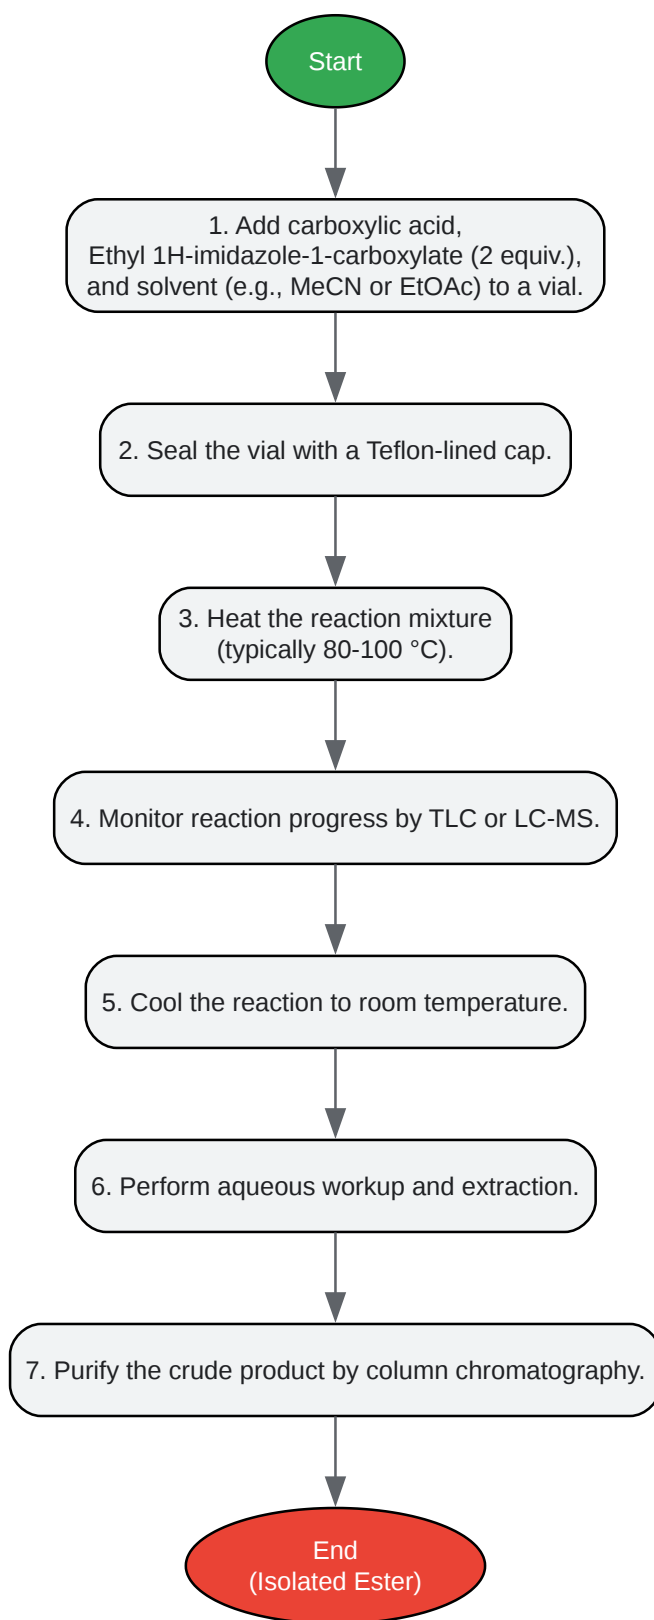 Start
1. Add carboxylic acid,
Ethyl 1H-imidazole-1-carboxylate (2 equiv.),
and solvent (e.g., MeCN or EtOAc) to a vial.
2. Seal the vial with a Teflon-lined cap.
3. Heat the reaction mixture
(typically 80-100 °C).
4. Monitor reaction progress by TLC or LC-MS.
5. Cool the reaction to room temperature.
6. Perform aqueous workup and extraction.
7. Purify the crude product by column chromatography.
End
(Isolated Ester)